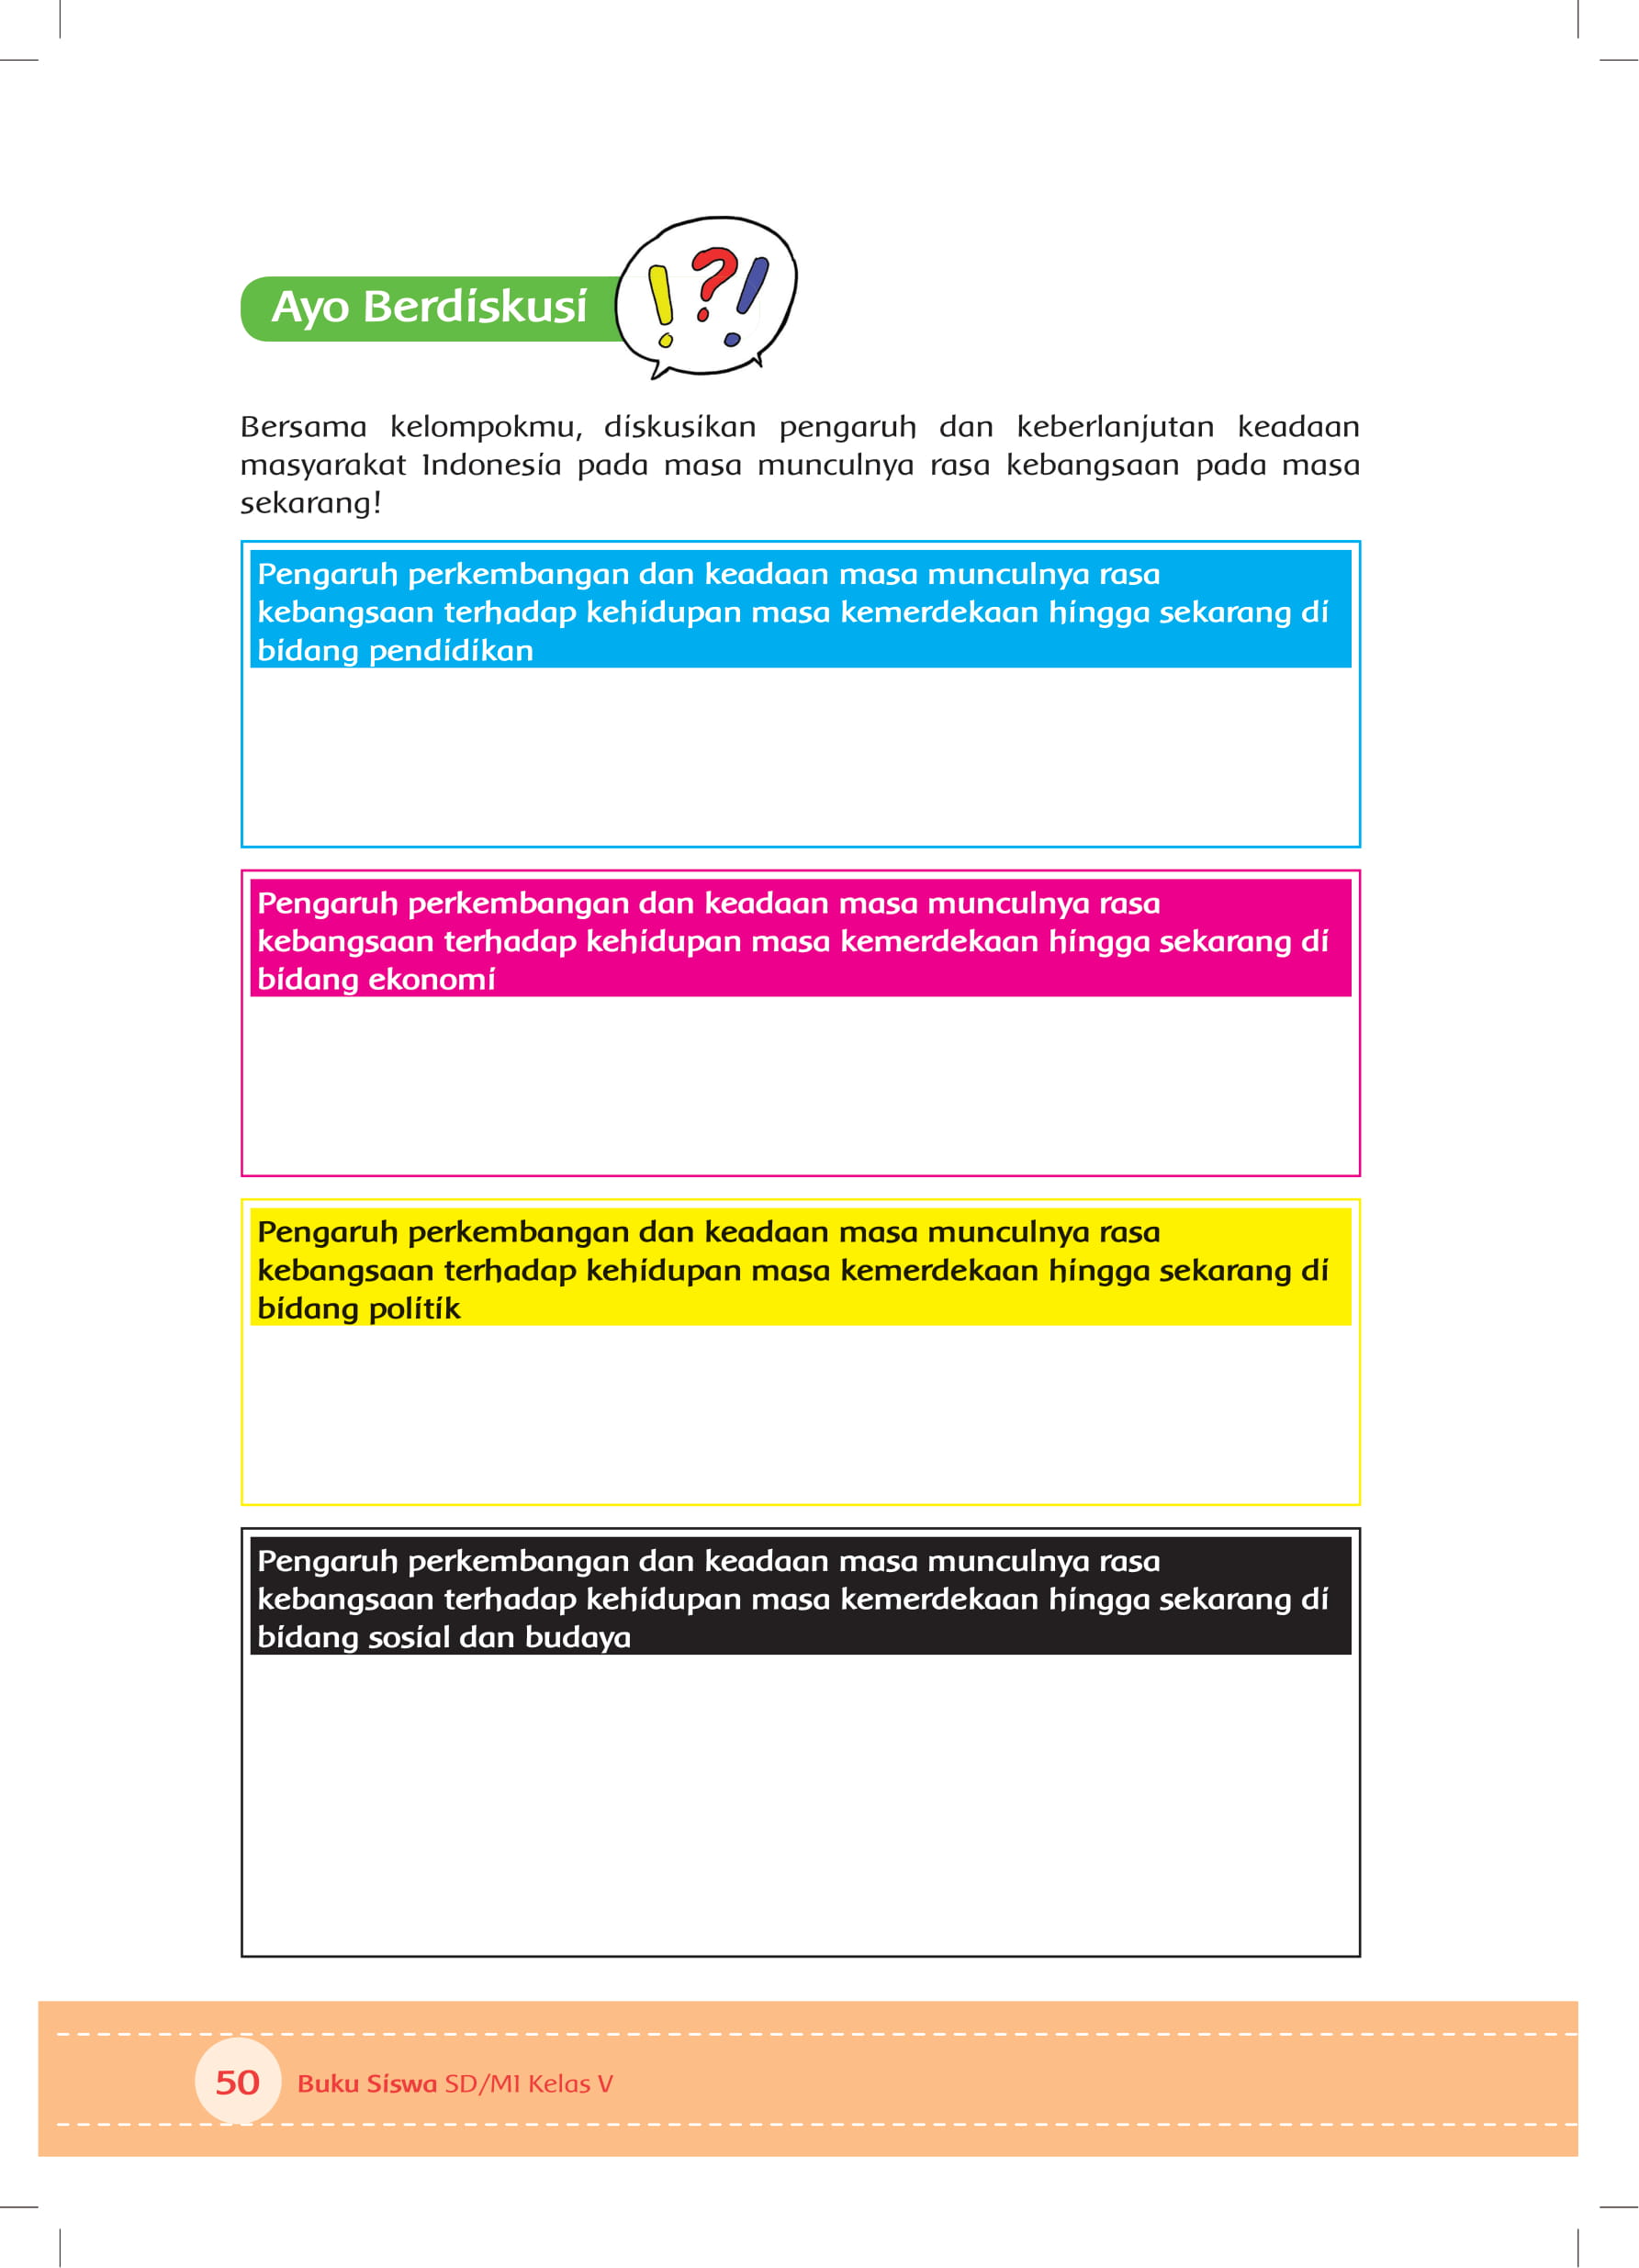 Ayo Berdiskusi
Bersama kelompokmu, diskusikan pengaruh dan keberlanjutan keadaan
masyarakat Indonesia pada masa munculnya rasa kebangsaan pada masa
sekarang!
Pengaruh perkembangan dan keadaan masa munculnya rasa
kebangsaan terhadap kehidupan masa kemerdekaan hingga sekarang di
bidang pendidikan
Pengaruh perkembangan dan keadaan masa munculnya rasa
kebangsaan terhadap kehidupan masa kemerdekaan hingga sekarang di
bidang ekonomi
Pengaruh perkembangan dan keadaan masa munculnya rasa
kebangsaan terhadap kehidupan masa kemerdekaan hingga sekarang di
bidang politik
Pengaruh perkembangan dan keadaan masa munculnya rasa
kebangsaan terhadap kehidupan masa kemerdekaan hingga sekarang di
bidang sosial dan budaya
50 Buku Siswa SD/MI Kelas V